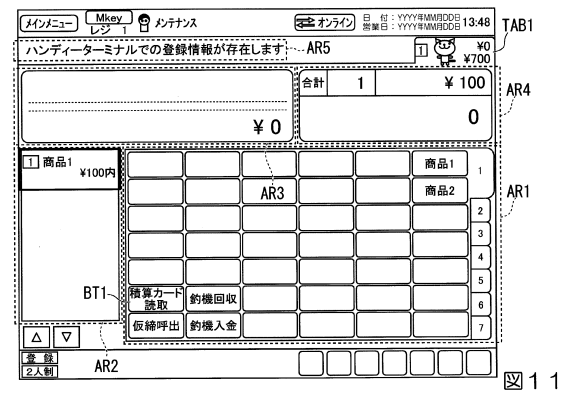 メインメニュー
Mkey
レジ 1
メンテナンス
オンライン
日 付：YYYY年MM月DD日 13:48
営業日：YYYY年MM月DD日
TAB1
ハンディーターミナルでの登録情報が存在します
AR5
1
¥0
¥700
合計 1 ¥100
AR4
0
¥0
1 商品1
¥100内
AR3
商品1
商品2
1
2
3
4
5
6
7
AR1
BT1
積算カード
読取
釣機回収
仮締呼出
釣機入金
△ ▽
AR2
登 録
2人制
図11